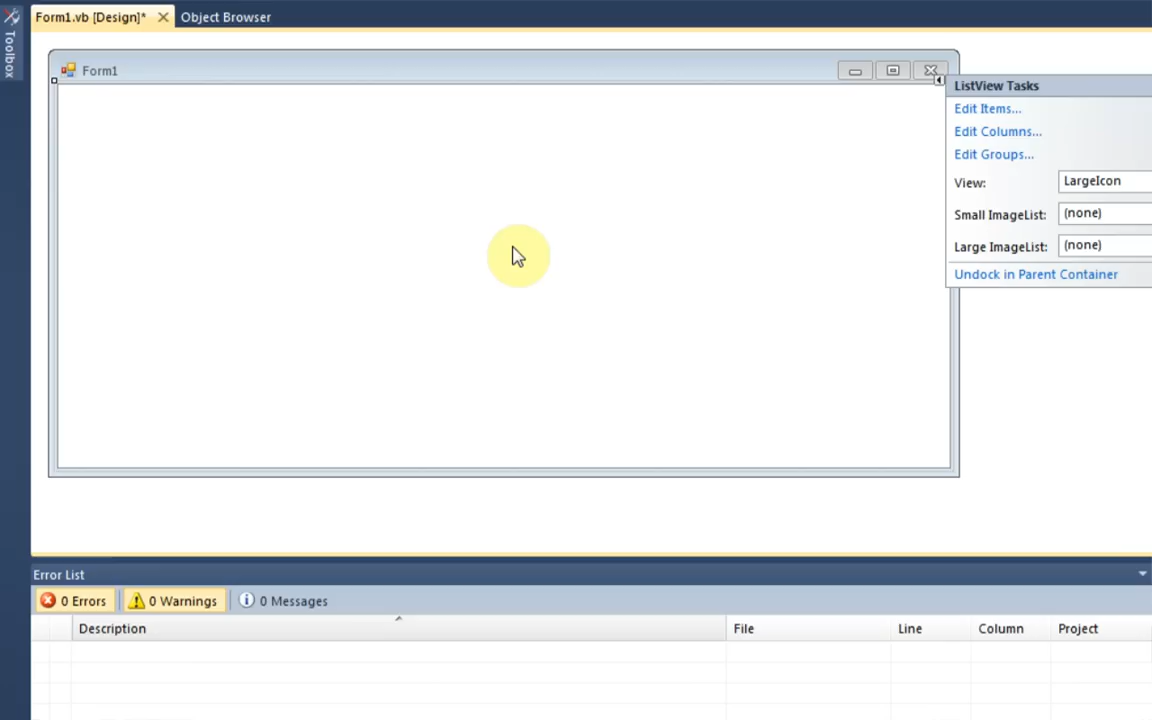 Form1.vb [Design]* Object Browser
Toolbox
Form1
ListView Tasks
Edit Items...
Edit Columns...
Edit Groups...
View: LargeIcon
Small ImageList: (none)
Large ImageList: (none)
Undock in Parent Container
Error List
0 Errors 0 Warnings 0 Messages
Description File Line Column Project